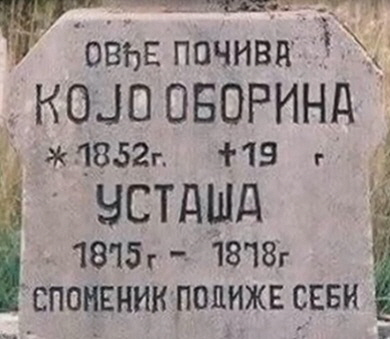 ОВЂЕ ПОЧИВА
КОЈО ОБОРИНА
* 1852г. †19 г
УСТАША
1875г - 1878г
СПОМЕНИК ПОДИЖЕ СЕБИ